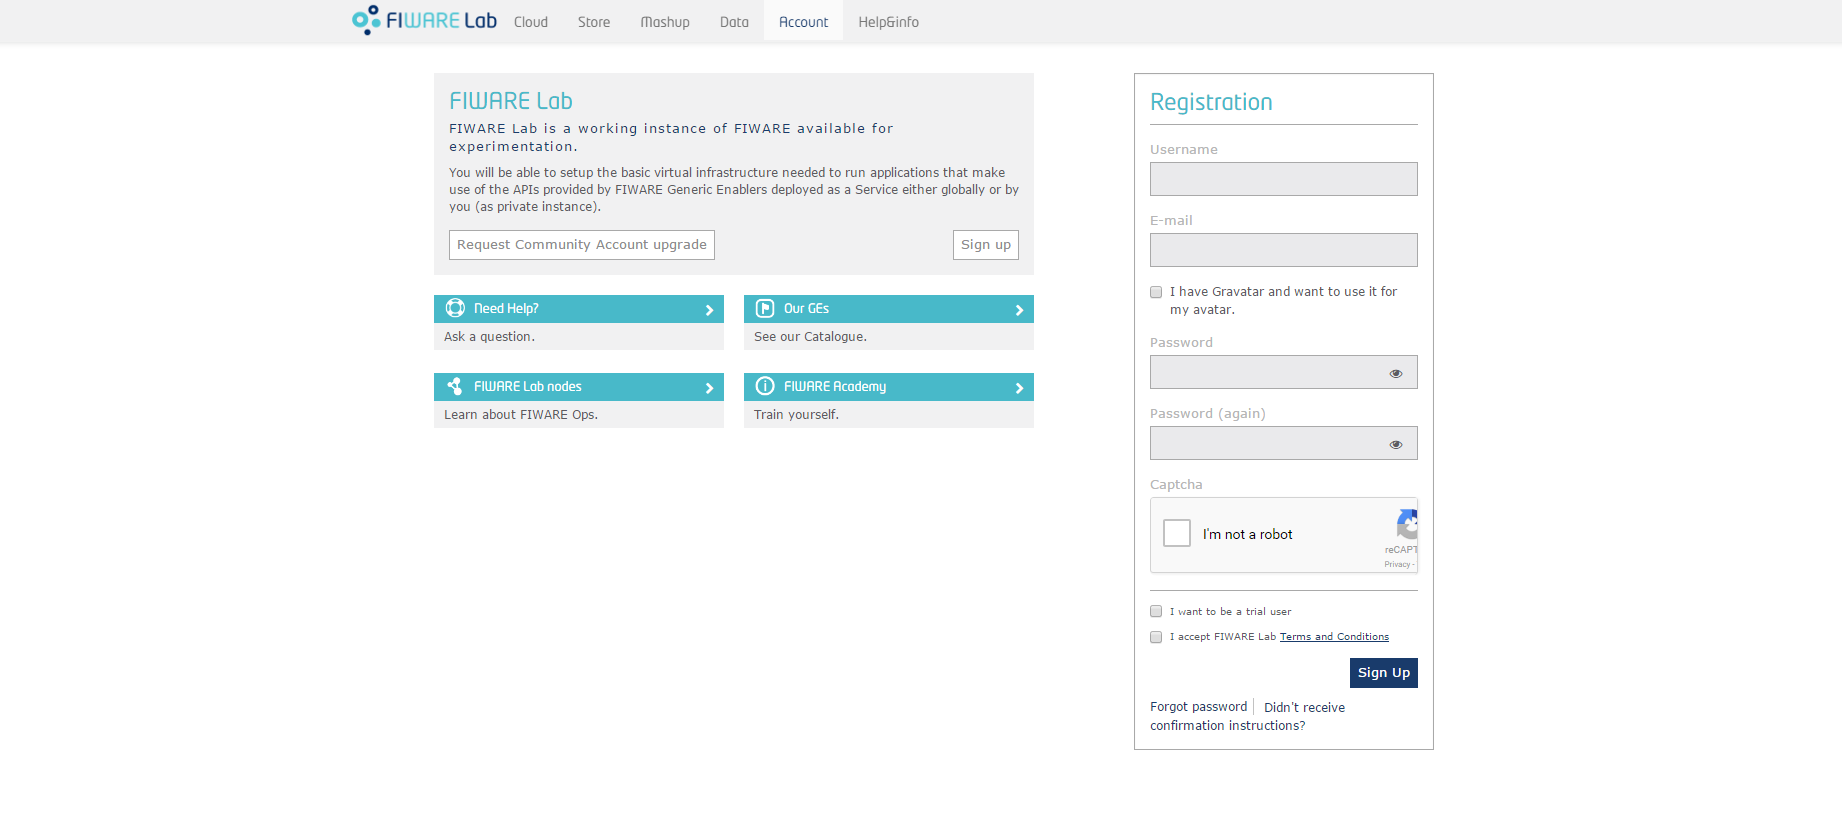 FIWARE Lab
Cloud
Store
Mashup
Data
Account
Help&info
FIWARE Lab
FIWARE Lab is a working instance of FIWARE available for
experimentation.
You will be able to setup the basic virtual infrastructure needed to run applications that make
use of the APIs provided by FIWARE Generic Enablers deployed as a Service either globally or by
you (as private instance).
Request Community Account upgrade
Sign up
Need Help?
Ask a question.
Our GEs
See our Catalogue.
FIWARE Lab nodes
Learn about FIWARE Ops.
FIWARE Academy
Train yourself.
Registration
Username
E-mail
I have Gravatar and want to use it for
my avatar.
Password
Password (again)
Captcha
I'm not a robot
reCAPT
Privacy -
I want to be a trial user
I accept FIWARE Lab Terms and Conditions
Sign Up
Forgot password
Didn't receive
confirmation instructions?